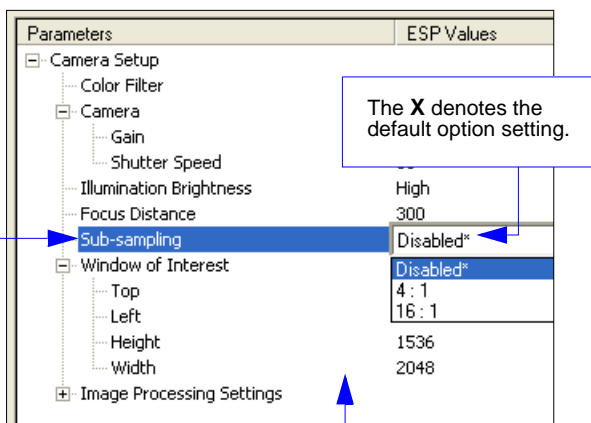 Parameters ESP Values
Camera Setup
Color Filter
Camera
Gain
Shutter Speed
The X denotes the
default option setting.
Illumination Brightness High
Focus Distance 300
Sub-sampling Disabled*
Disabled*
4 : 1
16 : 1
Window of Interest
Top
Left
Height 1536
Width 2048
Image Processing Settings